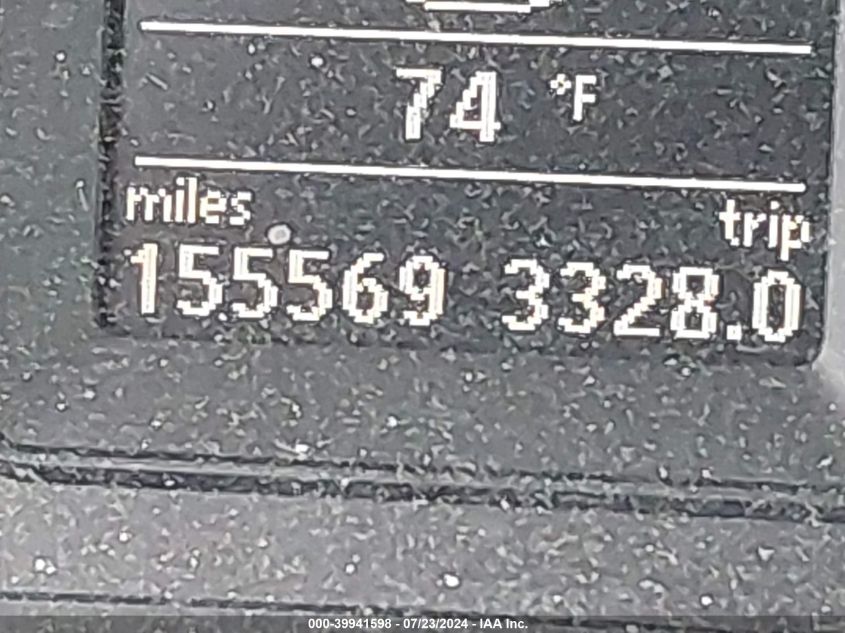 74 °F
miles trip
155569 3328.0
000-39941598 - 07/23/2024 - IAA Inc.